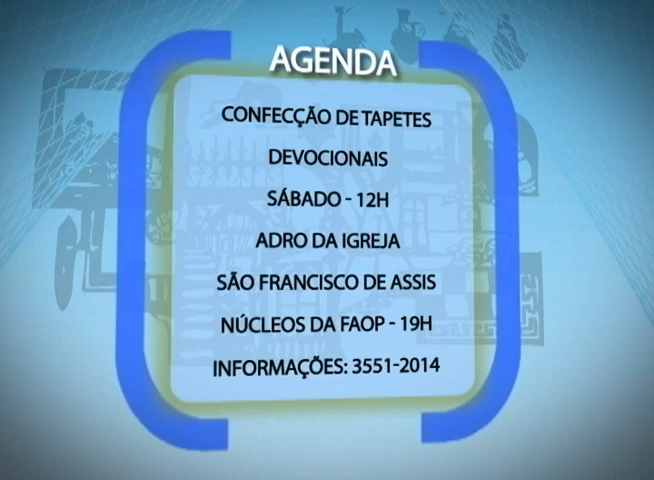 AGENDA
CONFECÇÃO DE TAPETES
DEVOCIONAIS
SÁBADO - 12H
ADRO DA IGREJA
SÃO FRANCISCO DE ASSIS
NÚCLEOS DA FAOP - 19H
INFORMAÇÕES: 3551-2014